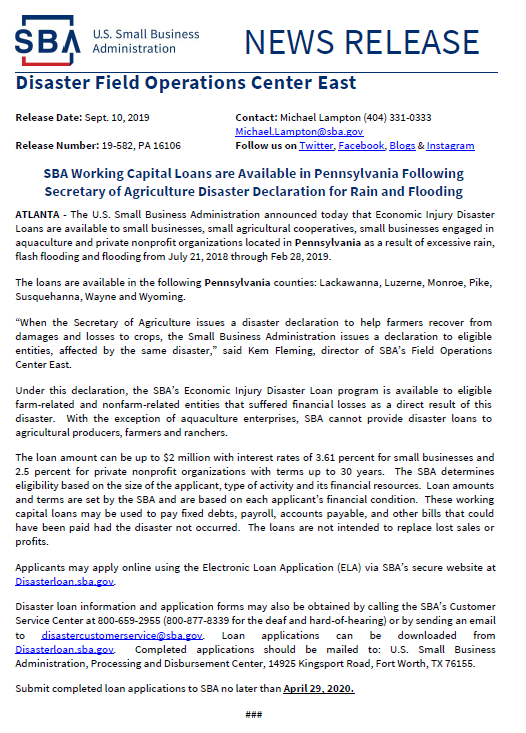 SBA U.S. Small Business
Administration
NEWS RELEASE
Disaster Field Operations Center East
Release Date: Sept. 10, 2019
Contact: Michael Lampton (404) 331-0333
Michael.Lampton@sba.gov
Release Number: 19-582, PA 16106
Follow us on Twitter, Facebook, Blogs & Instagram
SBA Working Capital Loans are Available in Pennsylvania Following
Secretary of Agriculture Disaster Declaration for Rain and Flooding
ATLANTA - The U.S. Small Business Administration announced today that Economic Injury Disaster
Loans are available to small businesses, small agricultural cooperatives, small businesses engaged in
aquaculture and private nonprofit organizations located in Pennsylvania as a result of excessive rain,
flash flooding and flooding from July 21, 2018 through Feb 28, 2019.
The loans are available in the following Pennsylvania counties: Lackawanna, Luzerne, Monroe, Pike,
Susquehanna, Wayne and Wyoming.
“When the Secretary of Agriculture issues a disaster declaration to help farmers recover from
damages and losses to crops, the Small Business Administration issues a declaration to eligible
entities, affected by the same disaster,” said Kem Fleming, director of SBA’s Field Operations
Center East.
Under this declaration, the SBA’s Economic Injury Disaster Loan program is available to eligible
farm-related and nonfarm-related entities that suffered financial losses as a direct result of this
disaster. With the exception of aquaculture enterprises, SBA cannot provide disaster loans to
agricultural producers, farmers and ranchers.
The loan amount can be up to $2 million with interest rates of 3.61 percent for small businesses and
2.5 percent for private nonprofit organizations with terms up to 30 years. The SBA determines
eligibility based on the size of the applicant, type of activity and its financial resources. Loan amounts
and terms are set by the SBA and are based on each applicant’s financial condition. These working
capital loans may be used to pay fixed debts, payroll, accounts payable, and other bills that could
have been paid had the disaster not occurred. The loans are not intended to replace lost sales or
profits.
Applicants may apply online using the Electronic Loan Application (ELA) via SBA’s secure website at
Disasterloan.sba.gov.
Disaster loan information and application forms may also be obtained by calling the SBA’s Customer
Service Center at 800-659-2955 (800-877-8339 for the deaf and hard-of-hearing) or by sending an email
to disastercustomerservice@sba.gov. Loan applications can be downloaded from
Disasterloan.sba.gov. Completed applications should be mailed to: U.S. Small Business
Administration, Processing and Disbursement Center, 14925 Kingsport Road, Fort Worth, TX 76155.
Submit completed loan applications to SBA no later than April 29, 2020.
###